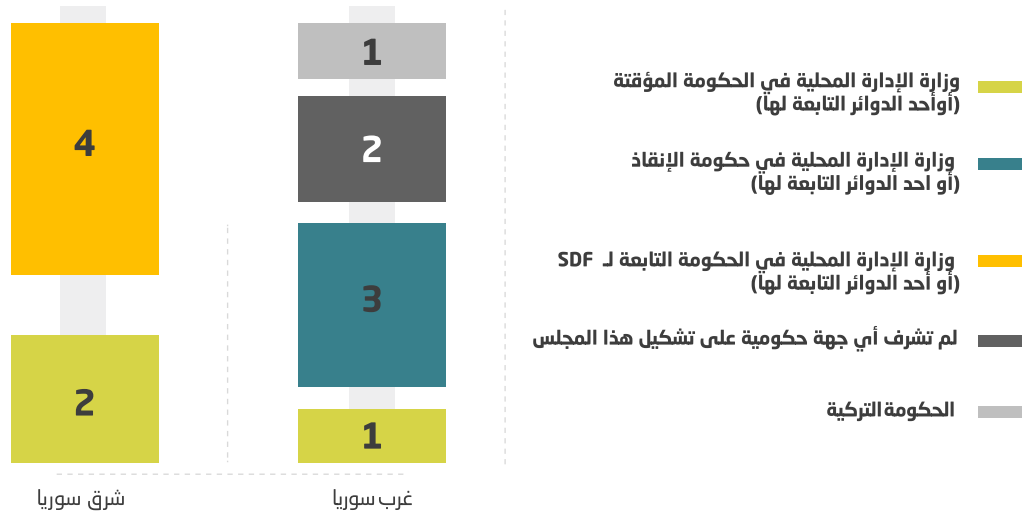 وزارة الإدارة المحلية في الحكومة المؤقتة
(أوأحد الدوائر التابعة لها)
وزارة الإدارة المحلية في حكومة الإنقاذ
(أو احد الدوائر التابعة لها)
وزارة الإدارة المحلية في الحكومة التابعة لـ SDF
(أو أحد الدوائر التابعة لها)
لم تشرف أي جهة حكومية على تشكيل هذا المجلس
الحكومة التركية
1
2
3
1
غرب سوريا
4
2
شرق سوريا